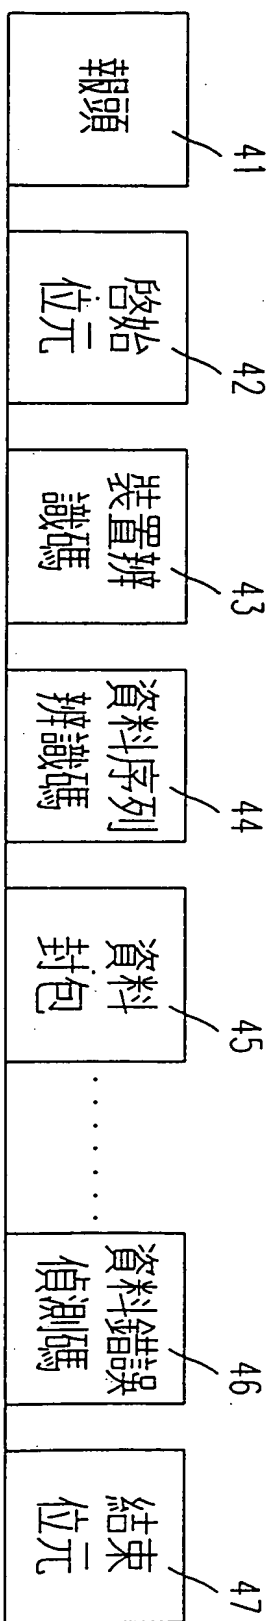 41
報頭
42
啓始
位元
43
裝置辨
識碼
44
資料序列
辨識碼
45
資料
封包
......
46
資料錯誤
偵測碼
47
結束
位元